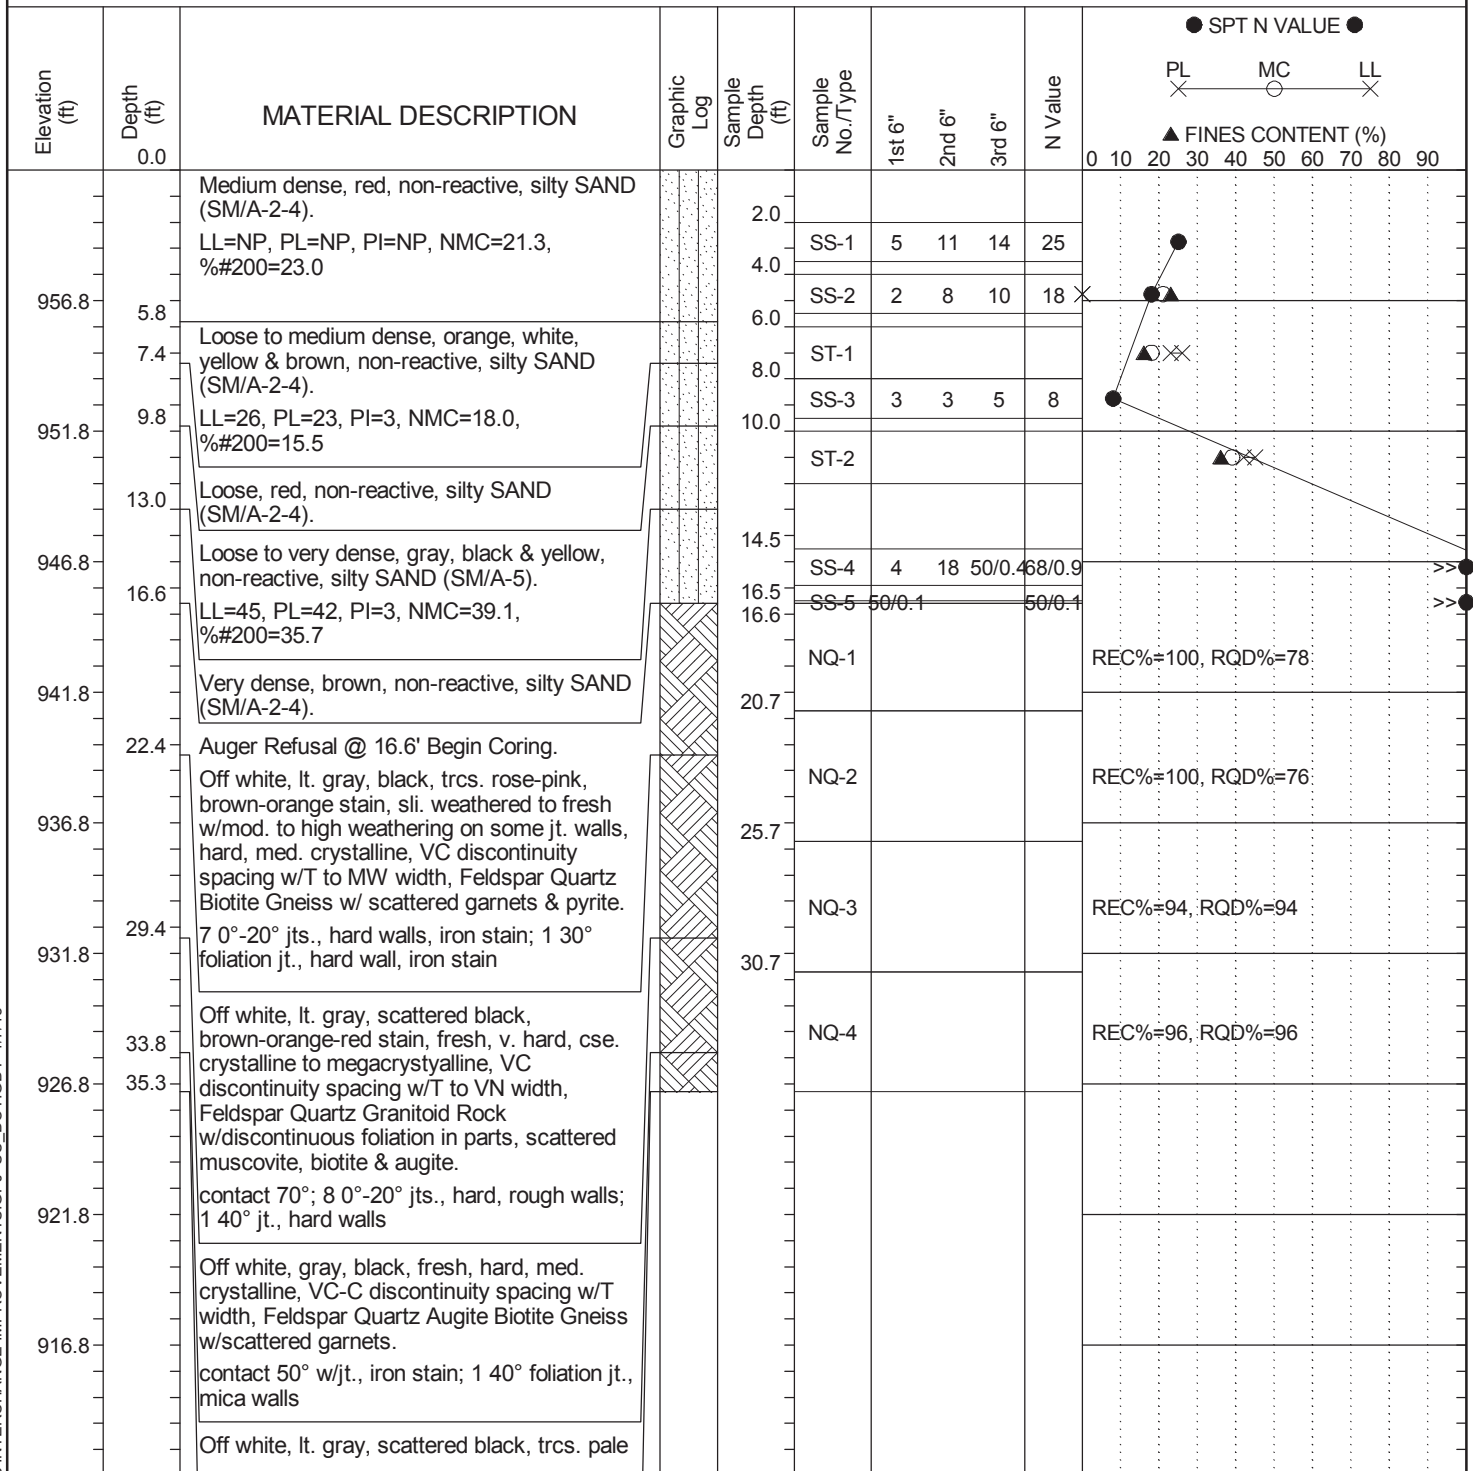 ● SPT N VALUE ●
PL MC LL
▲ FINES CONTENT (%)
0 10 20 30 40 50 60 70 80 90
Elevation (ft)
Depth (ft)
0.0
MATERIAL DESCRIPTION
Graphic Log
Sample Depth (ft)
Sample No./Type
1st 6"
2nd 6"
3rd 6"
N Value
Medium dense, red, non-reactive, silty SAND
(SM/A-2-4).
LL=NP, PL=NP, PI=NP, NMC=21.3,
%#200=23.0
5.8
Loose to medium dense, orange, white,
yellow & brown, non-reactive, silty SAND
(SM/A-2-4).
LL=26, PL=23, PI=3, NMC=18.0,
%#200=15.5
7.4
Loose, red, non-reactive, silty SAND
(SM/A-2-4).
9.8
Loose to very dense, gray, black & yellow,
non-reactive, silty SAND (SM/A-5).
LL=45, PL=42, PI=3, NMC=39.1,
%#200=35.7
13.0
Very dense, brown, non-reactive, silty SAND
(SM/A-2-4).
16.6
Auger Refusal @ 16.6' Begin Coring.
Off white, lt. gray, black, trcs. rose-pink,
brown-orange stain, sli. weathered to fresh
w/mod. to high weathering on some jt. walls,
hard, med. crystalline, VC discontinuity
spacing w/T to MW width, Feldspar Quartz
Biotite Gneiss w/ scattered garnets & pyrite.
7 0°-20° jts., hard walls, iron stain; 1 30°
foliation jt., hard wall, iron stain
22.4
Off white, lt. gray, scattered black,
brown-orange-red stain, fresh, v. hard, cse.
crystalline to megacrystyalline, VC
discontinuity spacing w/T to VN width,
Feldspar Quartz Granitoid Rock
w/discontinuous foliation in parts, scattered
muscovite, biotite & augite.
contact 70°; 8 0°-20° jts., hard, rough walls;
1 40° jt., hard walls
29.4
Off white, gray, black, fresh, hard, med.
crystalline, VC-C discontinuity spacing w/T
width, Feldspar Quartz Augite Biotite Gneiss
w/scattered garnets.
contact 50° w/jt., iron stain; 1 40° foliation jt.,
mica walls
33.8
Off white, lt. gray, scattered black, trcs. pale
35.3
956.8
951.8
946.8
941.8
936.8
931.8
926.8
921.8
916.8
2.0
SS-1 5 11 14 25
4.0
SS-2 2 8 10 18
6.0
ST-1
8.0
SS-3 3 3 5 8
10.0
ST-2
14.5
SS-4 4 18 50/0.4 68/0.9 >>
16.5
SS-5 50/0.1 50/0.1 >>
16.6
NQ-1 REC%=100, RQD%=78
20.7
NQ-2 REC%=100, RQD%=76
25.7
NQ-3 REC%=94, RQD%=94
30.7
NQ-4 REC%=96, RQD%=96